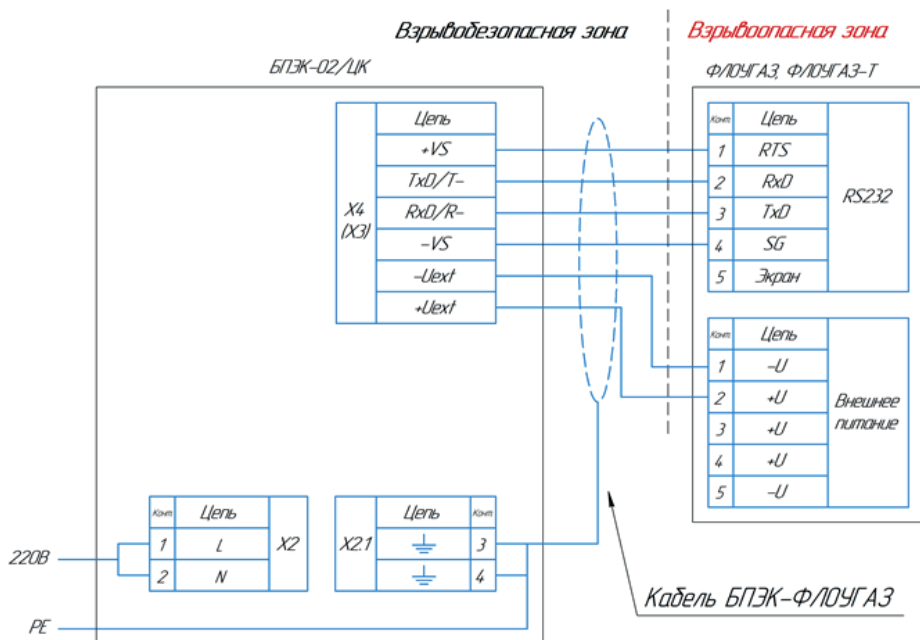 Взрывобезопасная зона
Взрывоопасная зона
БПЭК-02/ЦК
ФЛОУГАЗ, ФЛОУГАЗ-Т
X4
(X3)
Цепь
+VS
TxD/T-
RxD/R-
-VS
-Uext
+Uext
Конт. Цепь
1 RTS
2 RxD
3 TxD
4 SG
5 Экран
RS232
Конт. Цепь
1 -U
2 +U
3 +U
4 +U
5 -U
Внешнее
питание
Конт. Цепь
1 L
2 N
X2
X2.1
Цепь Конт.
3
4
220В
PE
Кабель БПЭК-ФЛОУГАЗ